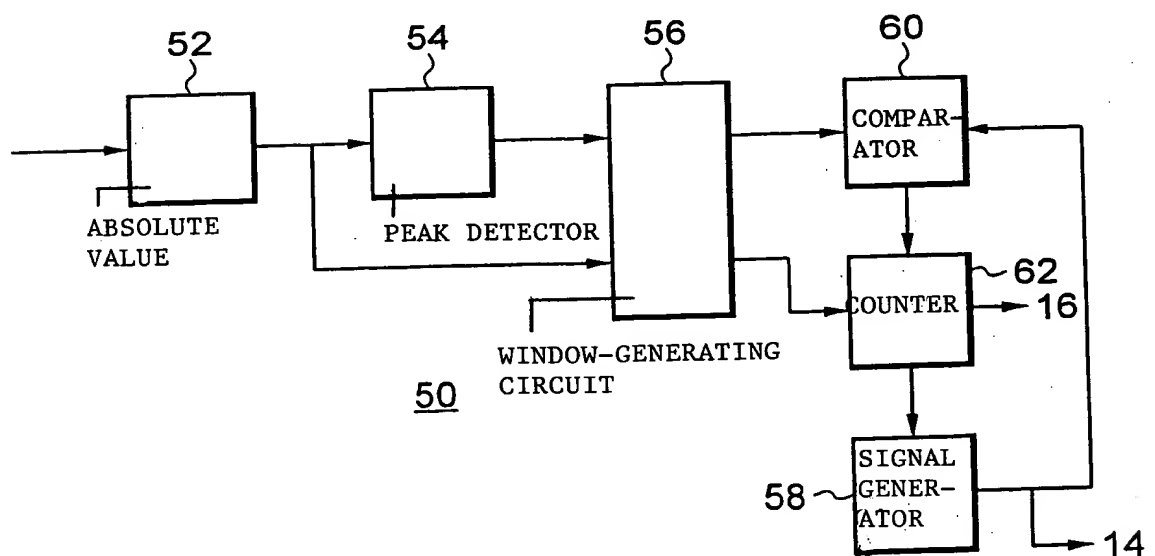 52
54
56
60
COMPAR-
ATOR
ABSOLUTE
VALUE
PEAK DETECTOR
62
COUNTER
16
WINDOW-GENERATING
CIRCUIT
50
58
SIGNAL
GENER-
ATOR
14